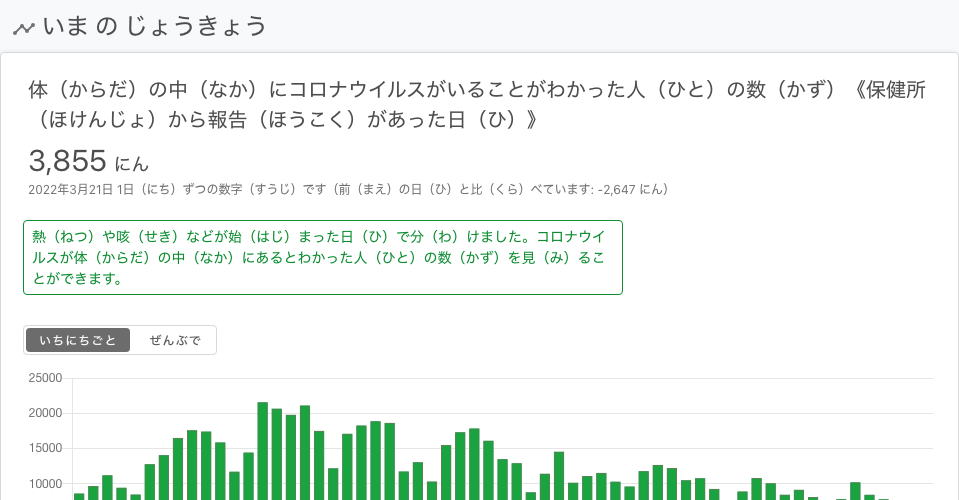 いま の じょうきょう
体（からだ）の中（なか）にコロナウイルスがいることがわかった人（ひと）の数（かず）《保健所
（ほけんじょ）から報告（ほうこく）があった日（ひ）》
3,855 にん
2022年3月21日 1日（にち）ずつの数字（すうじ）です（前（まえ）の日（ひ）と比（くら）べています: -2,647 にん）
熱（ねつ）や咳（せき）などが始（はじ）まった日（ひ）で分（わ）けました。コロナウイ
ルスが体（からだ）の中（なか）にあるとわかった人（ひと）の数（かず）を見（み）るこ
とができます。
いちにちごと ぜんぶで
25000
20000
15000
10000